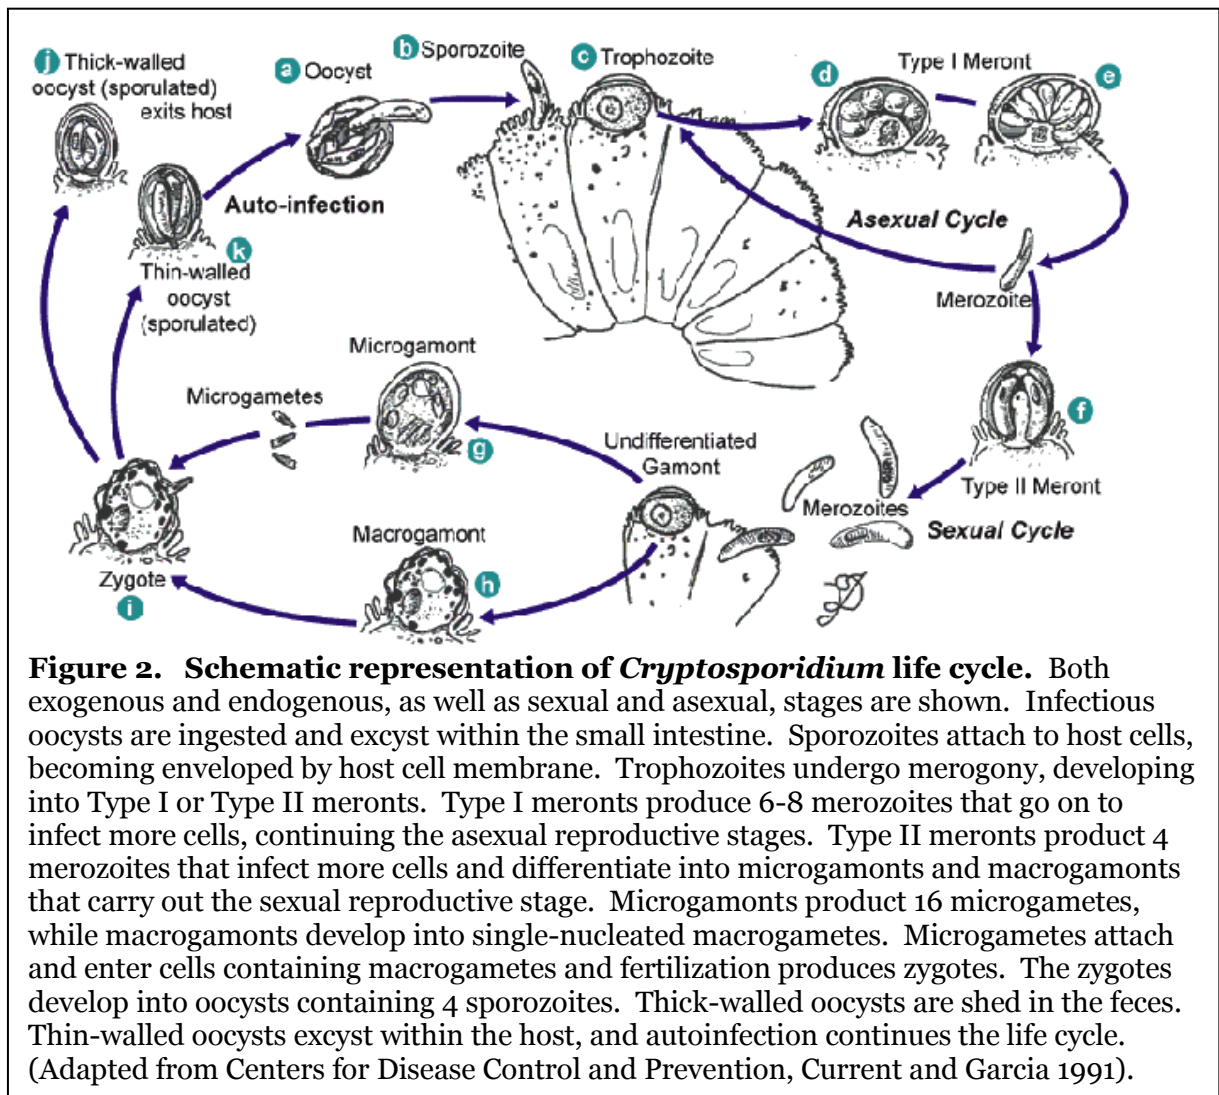 j Thick-walled
oocyst (sporulated)
exits host
a Oocyst
b Sporozoite
c Trophozoite
d
Type I Meront
e
Auto-infection
k
Thin-walled
oocyst
(sporulated)
Asexual Cycle
Merozoite
Microgamont
Microgametes
g
Undifferentiated
Gamont
f
Type II Meront
Merozoites
Sexual Cycle
Macrogamont
h
Zygote
i
Figure 2. Schematic representation of Cryptosporidium life cycle. Both
exogenous and endogenous, as well as sexual and asexual, stages are shown. Infectious
oocysts are ingested and excyst within the small intestine. Sporozoites attach to host cells,
becoming enveloped by host cell membrane. Trophozoites undergo merogony, developing
into Type I or Type II meronts. Type I meronts produce 6-8 merozoites that go on to
infect more cells, continuing the asexual reproductive stages. Type II meronts product 4
merozoites that infect more cells and differentiate into microgamonts and macrogamonts
that carry out the sexual reproductive stage. Microgamonts product 16 microgametes,
while macrogamonts develop into single-nucleated macrogametes. Microgametes attach
and enter cells containing macrogametes and fertilization produces zygotes. The zygotes
develop into oocysts containing 4 sporozoites. Thick-walled oocysts are shed in the feces.
Thin-walled oocysts excyst within the host, and autoinfection continues the life cycle.
(Adapted from Centers for Disease Control and Prevention, Current and Garcia 1991).